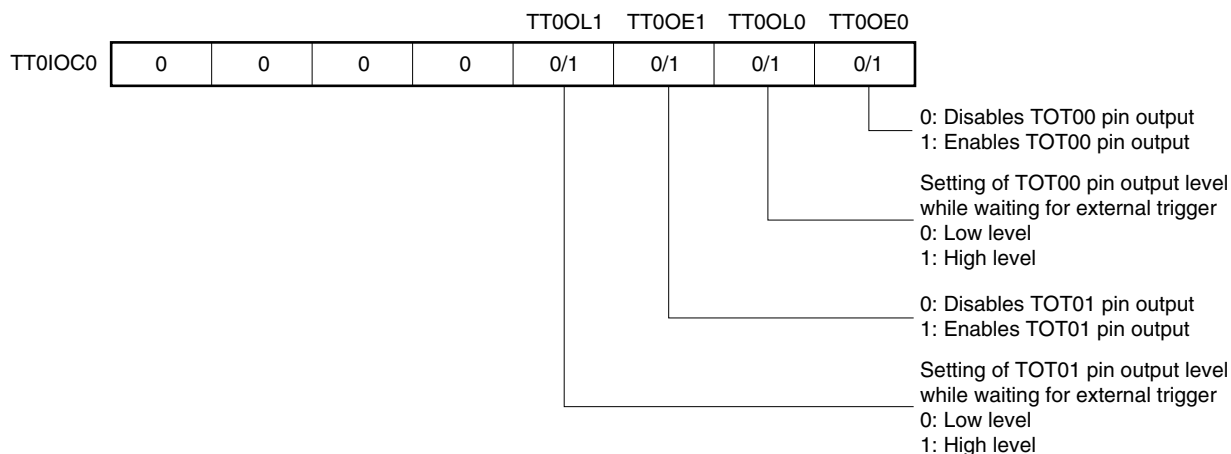 TT0OL1 TT0OE1 TT0OL0 TT0OE0
TT0IOC0 0 0 0 0 0/1 0/1 0/1 0/1
0: Disables TOT00 pin output
1: Enables TOT00 pin output
Setting of TOT00 pin output level
while waiting for external trigger
0: Low level
1: High level
0: Disables TOT01 pin output
1: Enables TOT01 pin output
Setting of TOT01 pin output level
while waiting for external trigger
0: Low level
1: High level